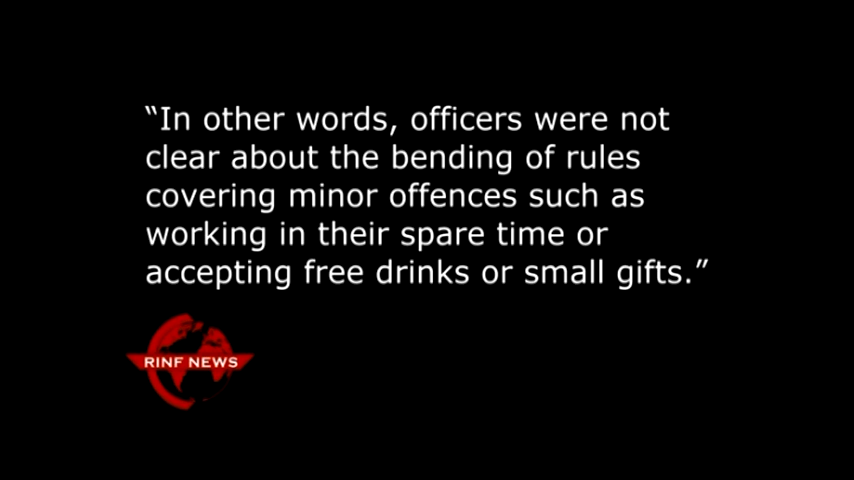 “In other words, officers were not
clear about the bending of rules
covering minor offences such as
working in their spare time or
accepting free drinks or small gifts.”
RINF NEWS